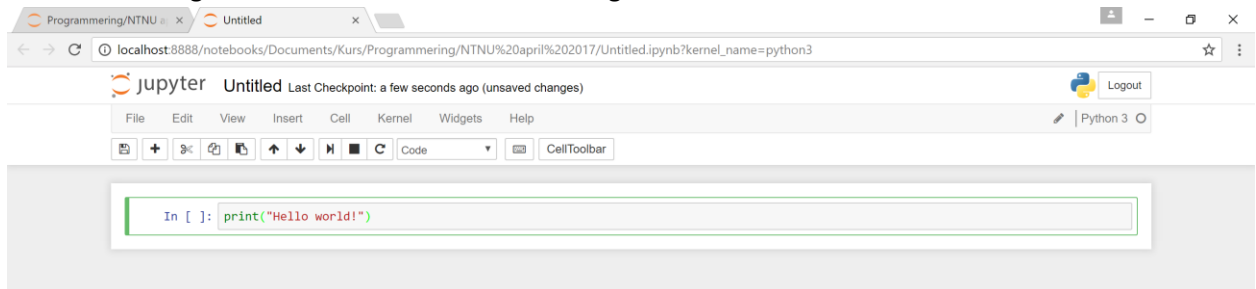 Programmering/NTNU a
Untitled
localhost:8888/notebooks/Documents/Kurs/Programmering/NTNU%20april%202017/Untitled.ipynb?kernel_name=python3
jupyter Untitled Last Checkpoint: a few seconds ago (unsaved changes)
Logout
File Edit View Insert Cell Kernel Widgets Help
Python 3
Code
CellToolbar
In [ ]: print("Hello world!")